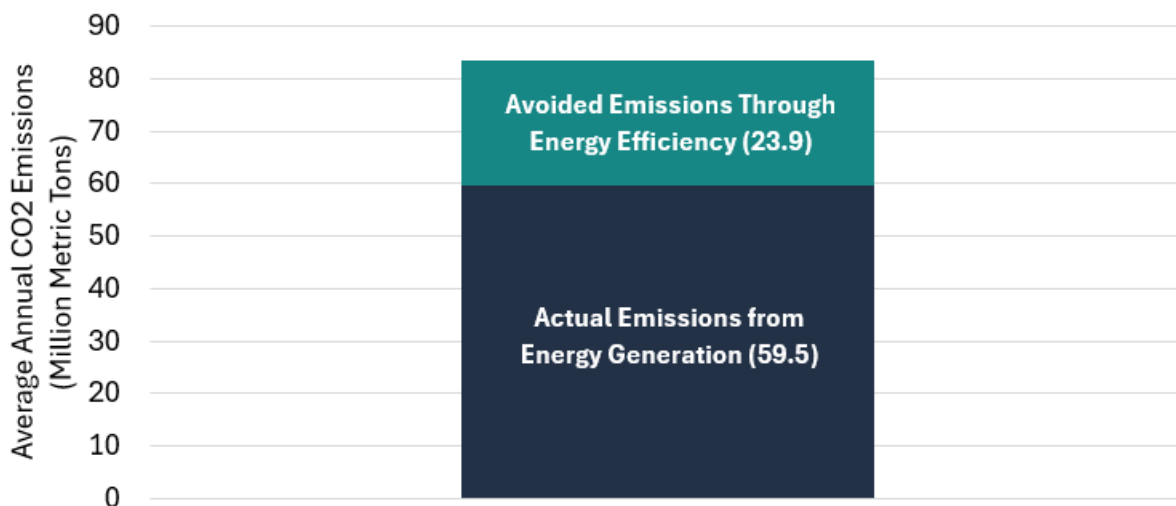 Average Annual CO2 Emissions
(Million Metric Tons)
90
80
70
60
50
40
30
20
10
0
Avoided Emissions Through
Energy Efficiency (23.9)
Actual Emissions from
Energy Generation (59.5)